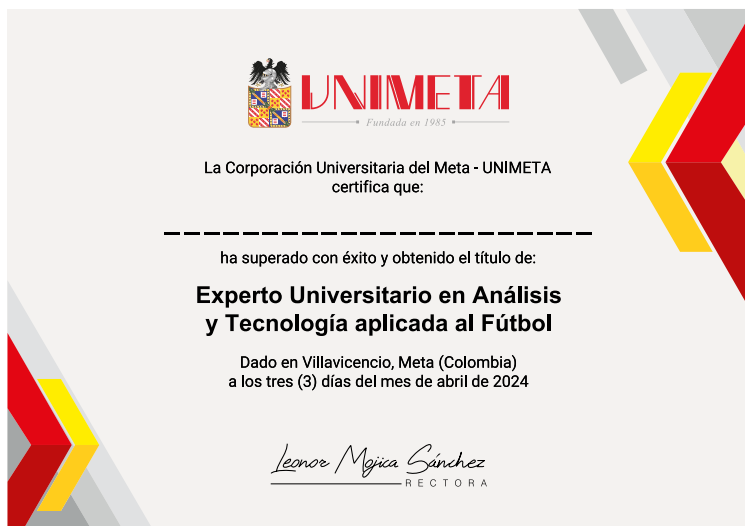 UNIMETA
Fundada en 1985
La Corporación Universitaria del Meta - UNIMETA
certifica que:
ha superado con éxito y obtenido el título de:
Experto Universitario en Análisis
y Tecnología aplicada al Fútbol
Dado en Villavicencio, Meta (Colombia)
a los tres (3) días del mes de abril de 2024
Leonor Mojica Sánchez
RECTORA